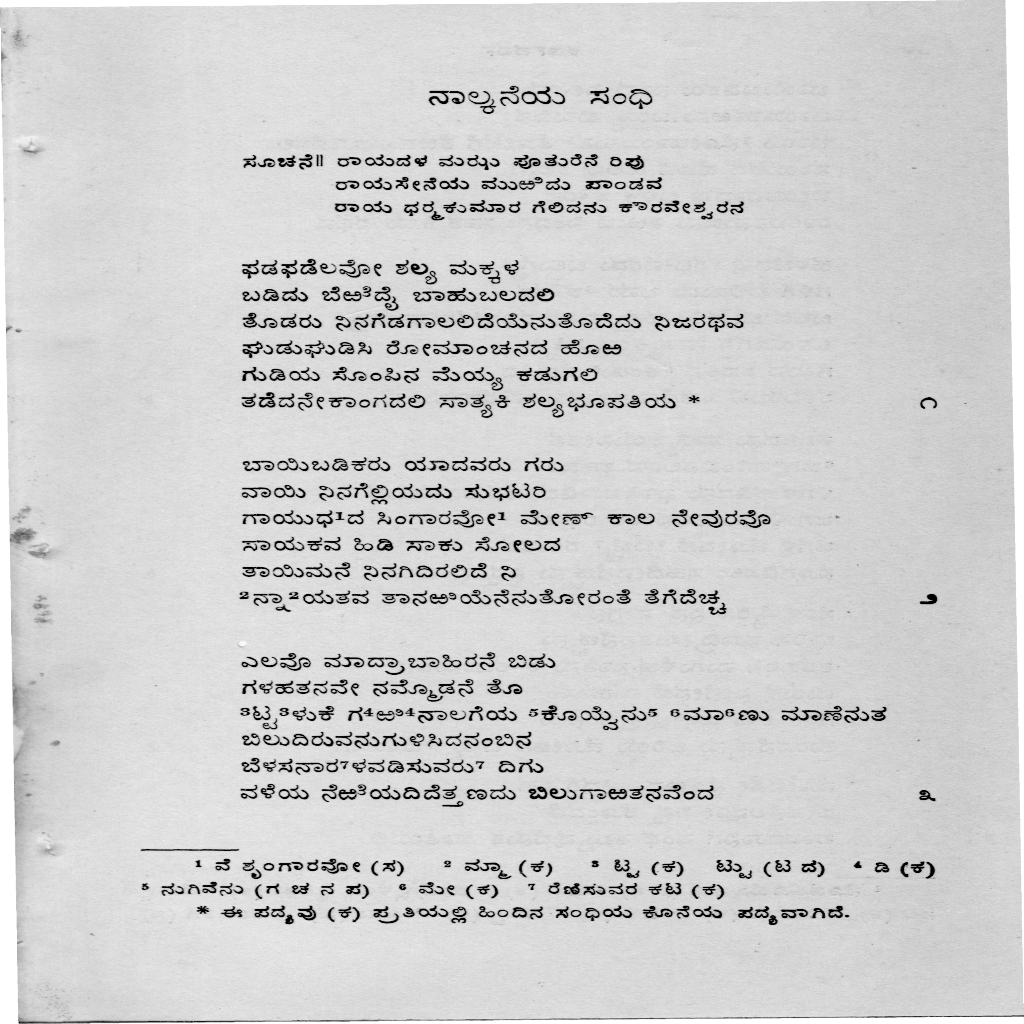 ನಾಲ್ಕನೆಯ ಸಂಧಿ
ಸೂಚನೆ॥ ರಾಯದಳ ಮಝು ಪೂತುರೆನೆ ರಿಪು
ರಾಯಸೇನೆಯ ಮುಱಿದು ಪಾಂಡವ
ರಾಯ ಧರ್ಮಕುಮಾರ ಗೆಲಿದನು ಕೌರವೇಶ್ವರನ
ಫಡಫಡೆಲವೋ ಶಲ್ಯ ಮಕ್ಕಳ
ಬಡಿದು ಬೆಱಿದೈ ಬಾಹುಬಲದಲಿ
ತೊಡರು ನಿನಗೆಡಗಾಲಲಿದೆಯೆನುತೊದೆದು ನಿಜರಥವ
ಘುಡುಘುಡಿಸಿ ರೋಮಾಂಚನದ ಹೊಱ
ಗುಡಿಯ ಸೊಂಪಿನ ಮೆಯ್ಯ ಕಡುಗಲಿ
ತಡೆದನೇಕಾಂಗದಲಿ ಸಾತ್ಯಕಿ ಶಲ್ಯಭೂಪತಿಯ * ೧
ಬಾಯಿಬಡಿಕರು ಯಾದವರು ಗರು
ವಾಯಿ ನಿನಗೆಲ್ಲಿಯದು ಸುಭಟರಿ
ಗಾಯುಧ¹ದ ಸಿಂಗಾರವೋ¹ ಮೇಣ್ ಕಾಲ ನೇವುರವೊ
ಸಾಯಕವ ಹಿಡಿ ಸಾಕು ಸೋಲದ
ತಾಯಿಮನೆ ನಿನಗಿದಿರಲಿದೆ ನಿ
²ನ್ನಾ²ಯತವ ತಾನಱಿಯೆನೆನುತೋರಂತೆ ತೆಗೆದೆಚ್ಚ ೨
ಎಲವೊ ಮಾದ್ರಾಬಾಹಿರನೆ ಬಿಡು
ಗಳಹತನವೇ ನಮ್ಮೊಡನೆ ತೊ
³ಟ್ಟ³ಳುಕೆ ಗ⁴ಱಿ⁴ನಾಲಗೆಯ ⁵ಕೊಯ್ವೆನು⁵ ⁶ಮಾ⁶ಣು ಮಾಣೆನುತ
ಬಿಲುದಿರುವನುಗುಳಿಸಿದನಂಬಿನ
ಬೆಳಸನಾರ⁷ಳವಡಿಸುವರು⁷ ದಿಗು
ವಳೆಯ ನೆಱಿಯದಿದೆತ್ತಣದು ಬಿಲುಗಾಱತನವೆಂದ ೩
¹ ವೆ ಶೃಂಗಾರವೋ (ಸ) ² ಮ್ಮಾ (ಕ) ³ ಟ್ಟ (ಕ) ಟ್ಟು (ಟ ದ) ⁴ ಡಿ (ಕ)
⁵ ನುಗಿವೆನು (ಗ ಚ ನ ಪ) ⁶ ಮೇ (ಕ) ⁷ ರೆಣಿಸುವರ ಕಟ (ಕ)
* ಈ ಪದ್ಯವು (ಕ) ಪ್ರತಿಯಲ್ಲಿ ಹಿಂದಿನ ಸಂಧಿಯ ಕೊನೆಯ ಪದ್ಯವಾಗಿದೆ.